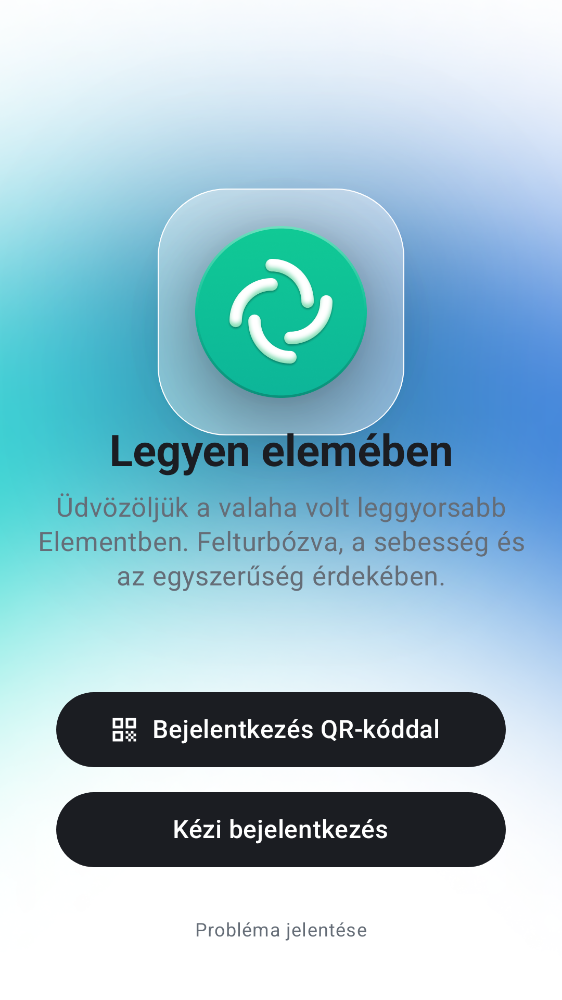 Legyen elemében
Üdvözöljük a valaha volt leggyorsabb
Elementben. Felturbózva, a sebesség és
az egyszerűség érdekében.
Bejelentkezés QR-kóddal
Kézi bejelentkezés
Probléma jelentése